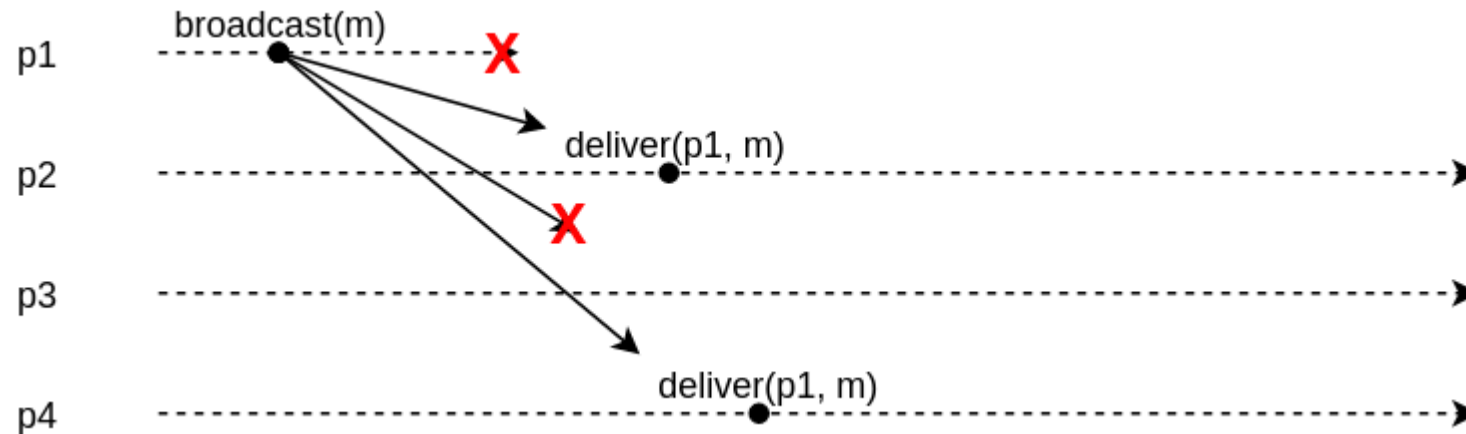 broadcast(m)
p1
deliver(p1, m)
p2
p3
deliver(p1, m)
p4